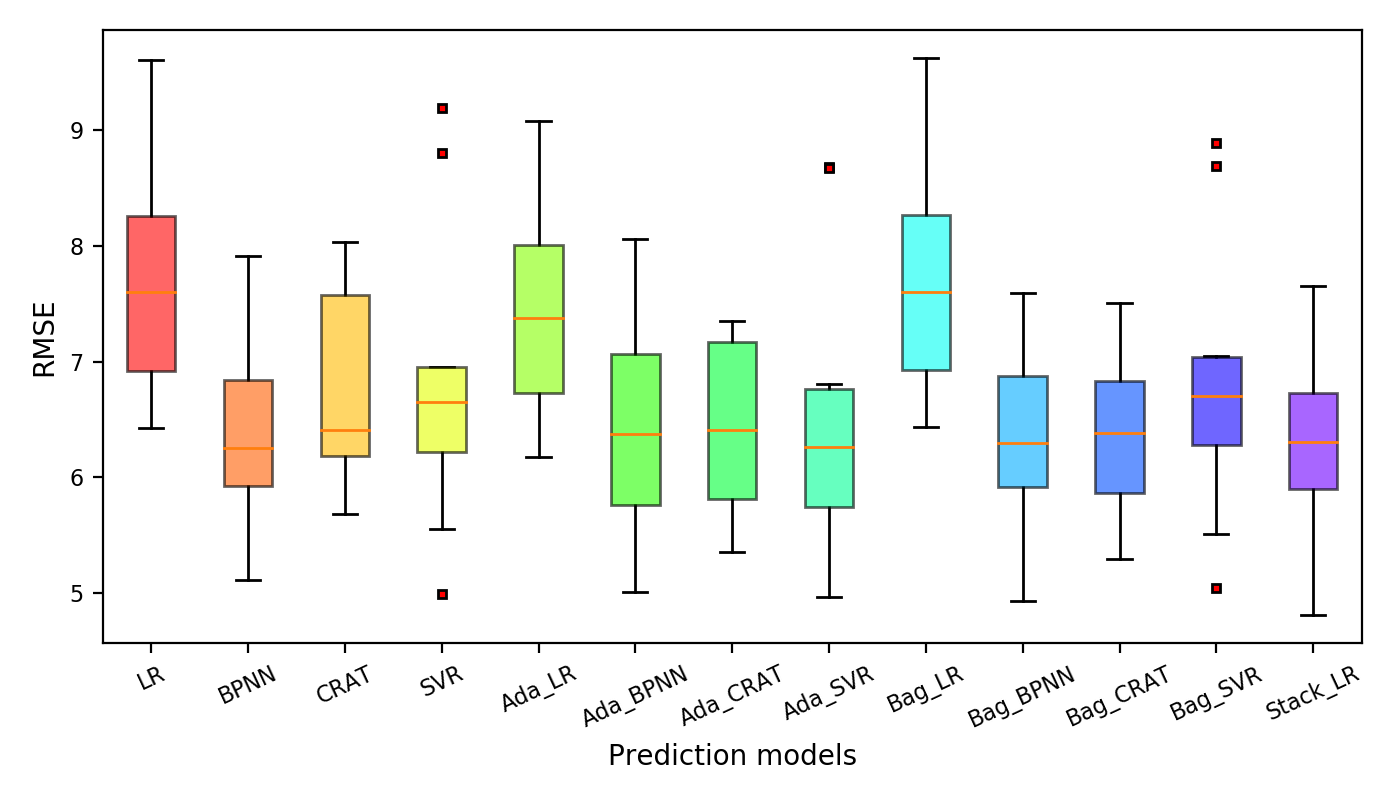 RMSE
9
8
7
6
5
LR
BPNN
CRAT
SVR
Ada_LR
Ada_BPNN
Ada_CRAT
Ada_SVR
Bag_LR
Bag_BPNN
Bag_CRAT
Bag_SVR
Stack_LR
Prediction models